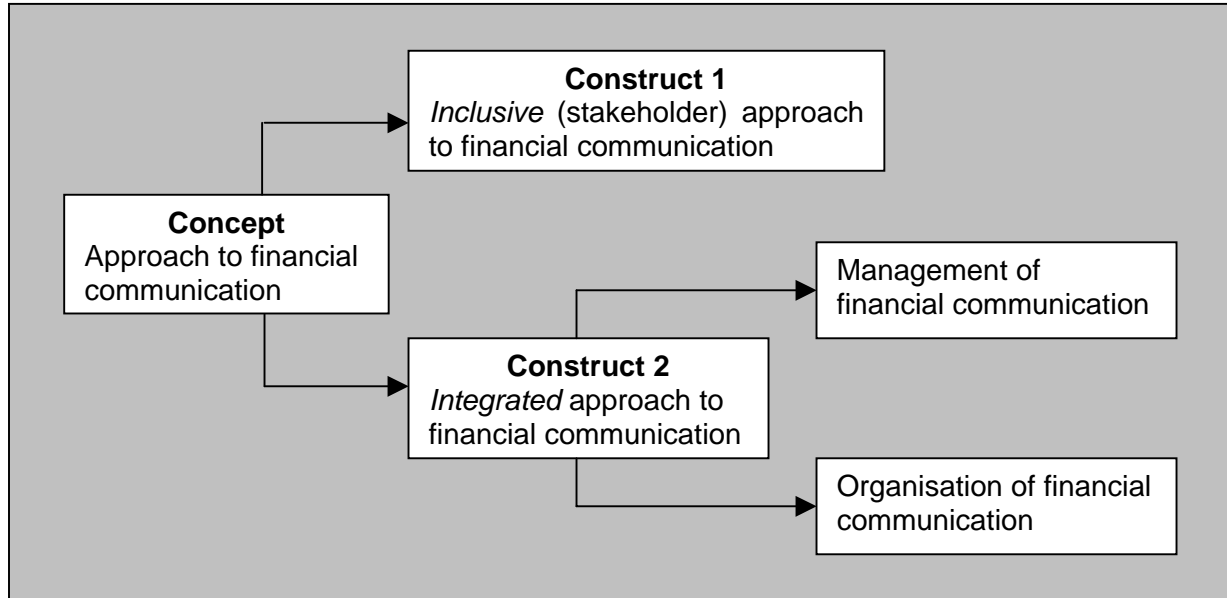 Construct 1
Inclusive (stakeholder) approach
to financial communication
Concept
Approach to financial
communication
Management of
financial communication
Construct 2
Integrated approach to
financial communication
Organisation of financial
communication